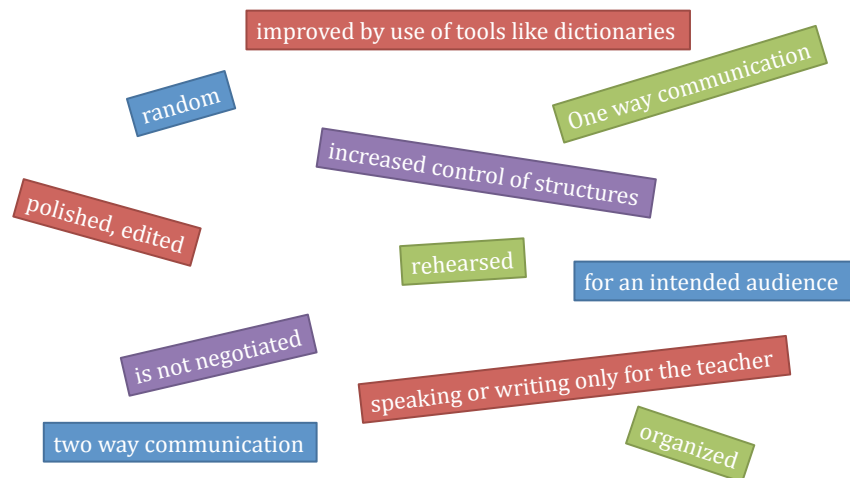 improved by use of tools like dictionaries
One way communication
random
increased control of structures
polished, edited
rehearsed
for an intended audience
is not negotiated
speaking or writing only for the teacher
two way communication
organized